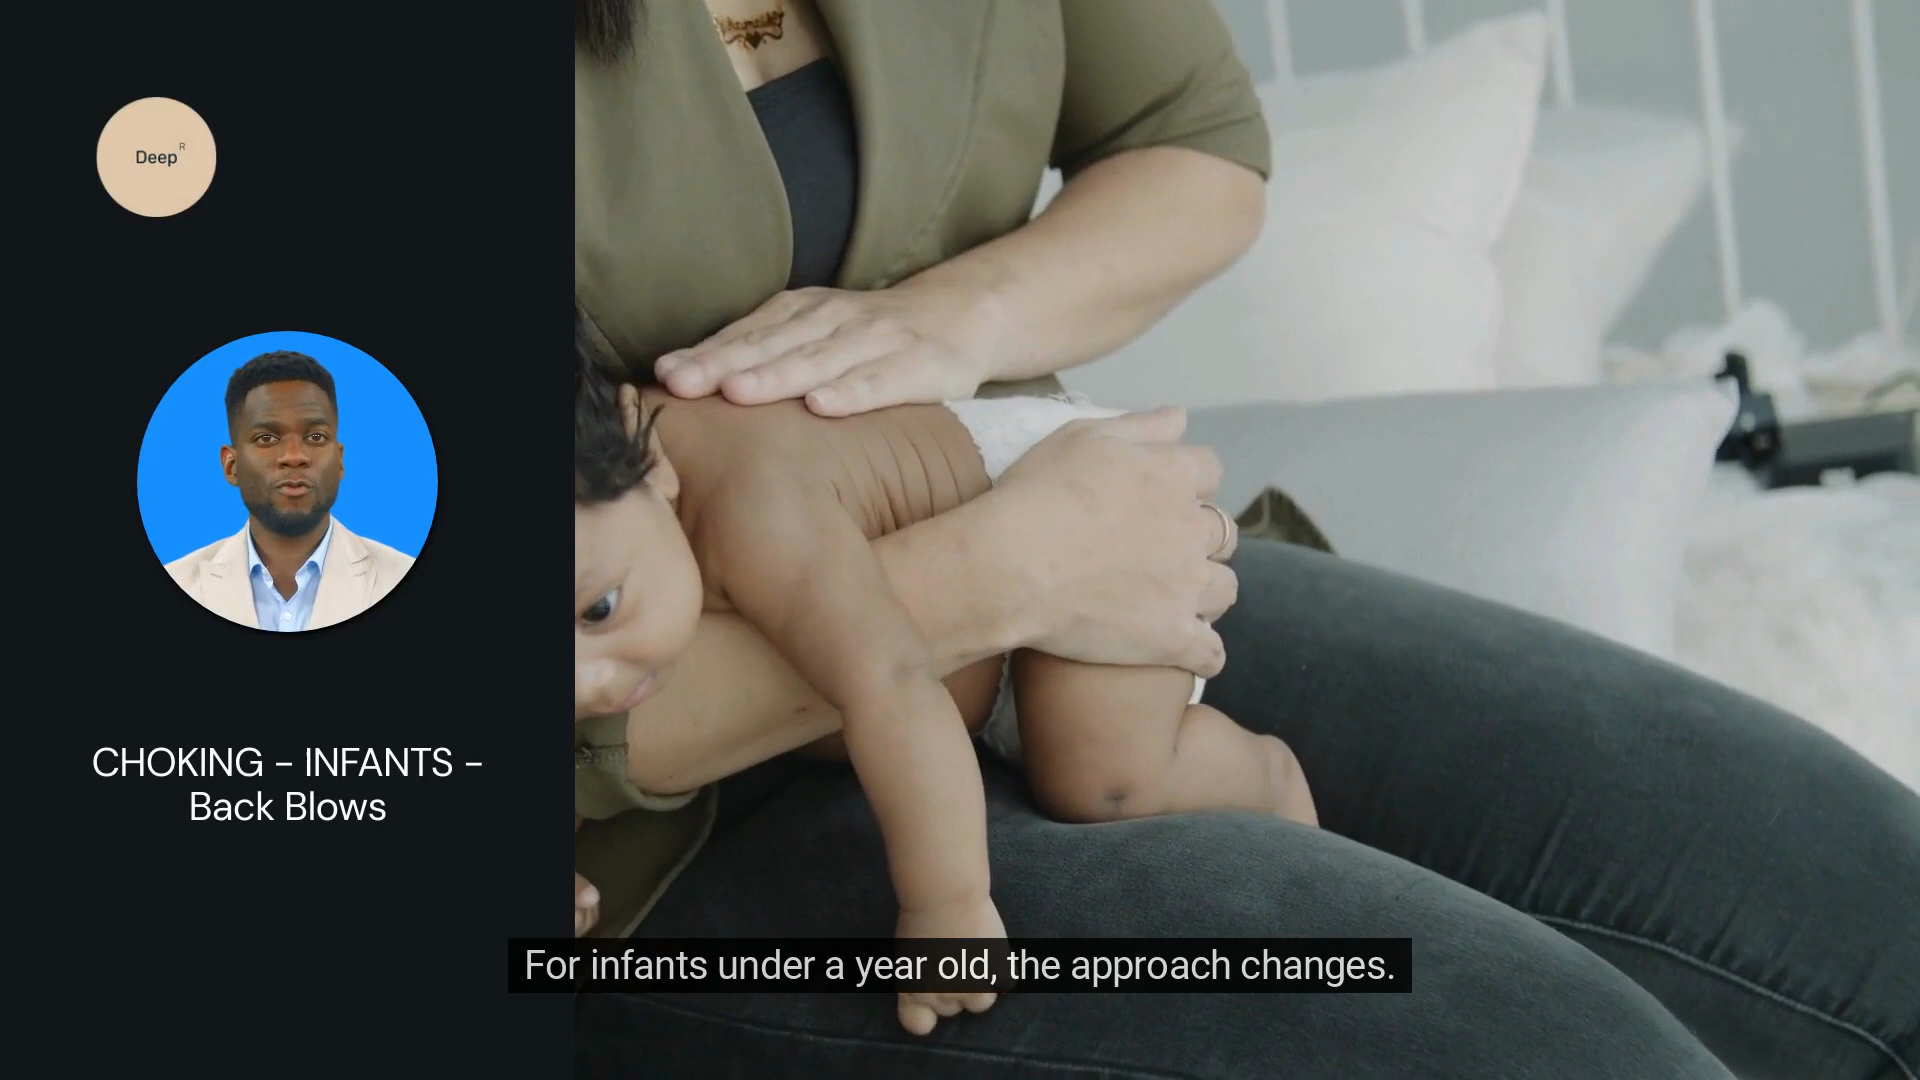 Deep R
CHOKING – INFANTS –
Back Blows
For infants under a year old, the approach changes.